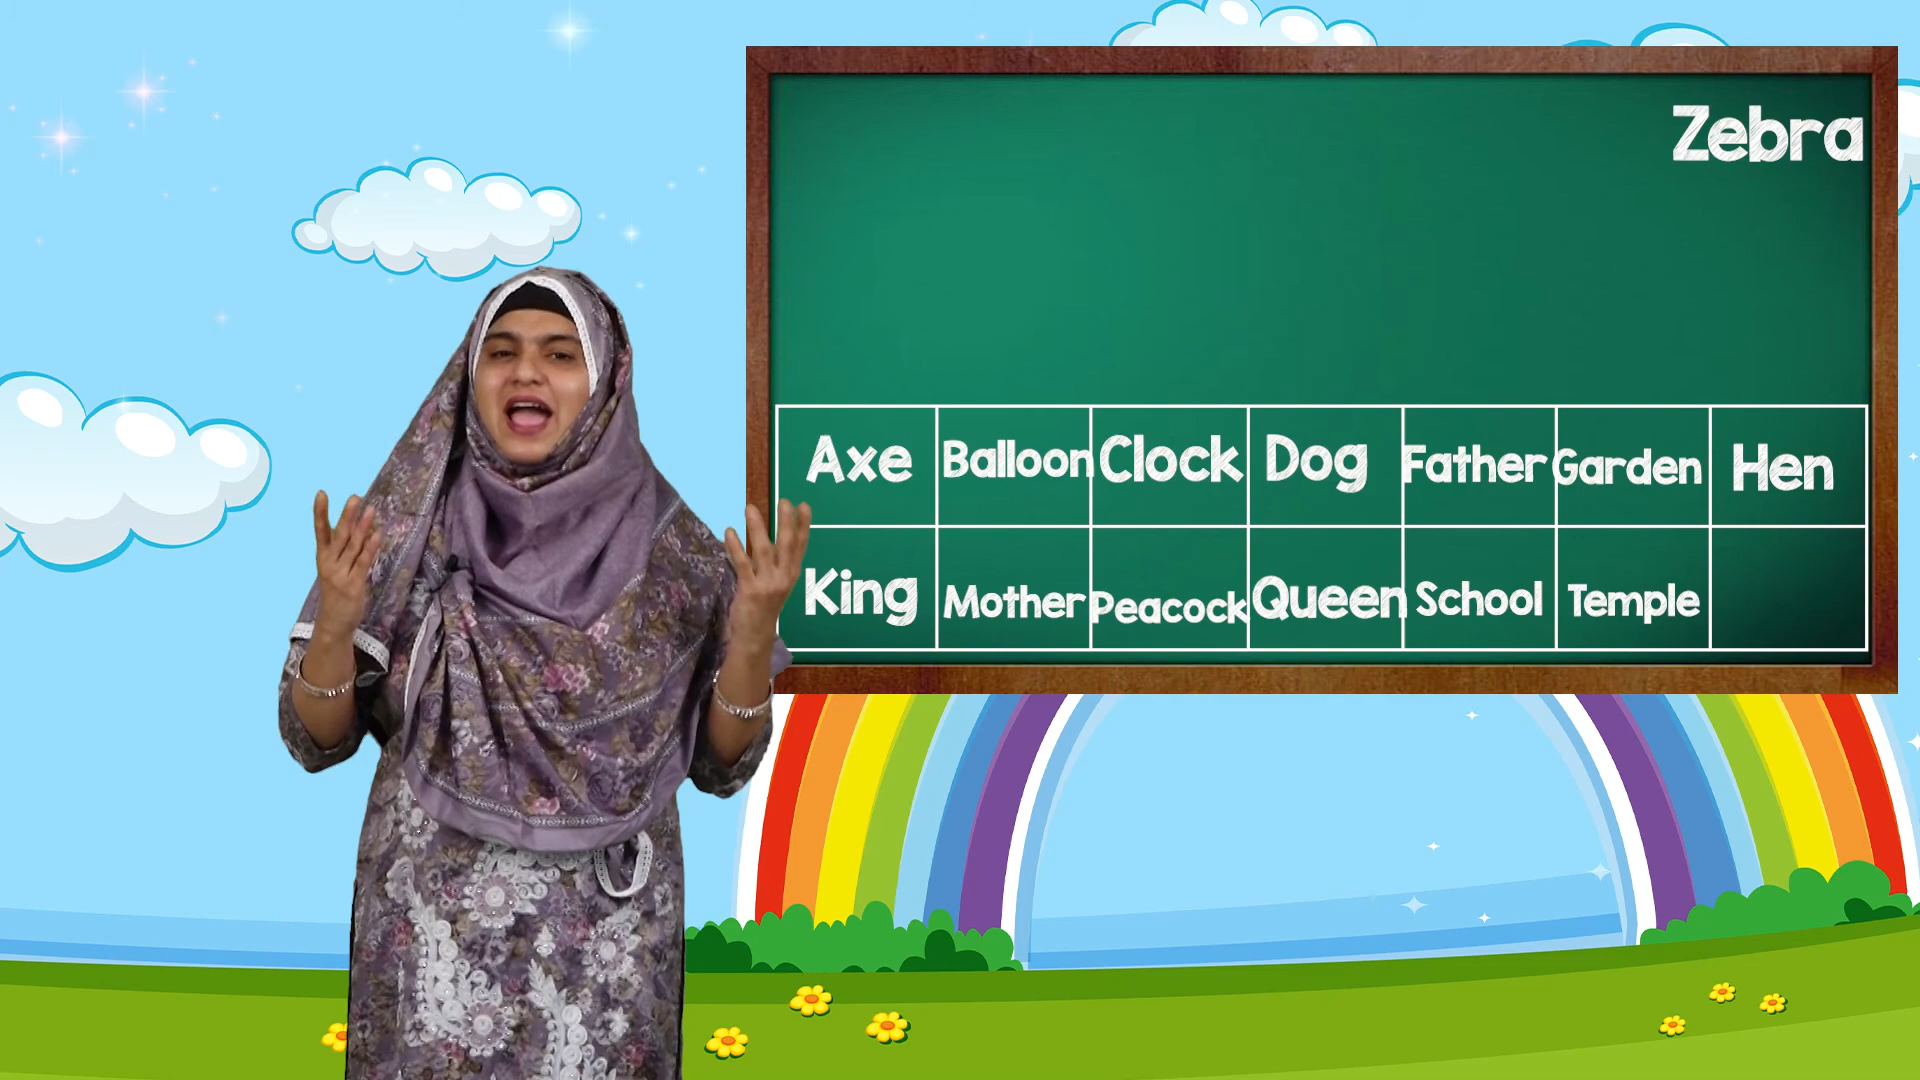 Zebra
Axe Balloon Clock Dog Father Garden Hen
King Mother Peacock Queen School Temple